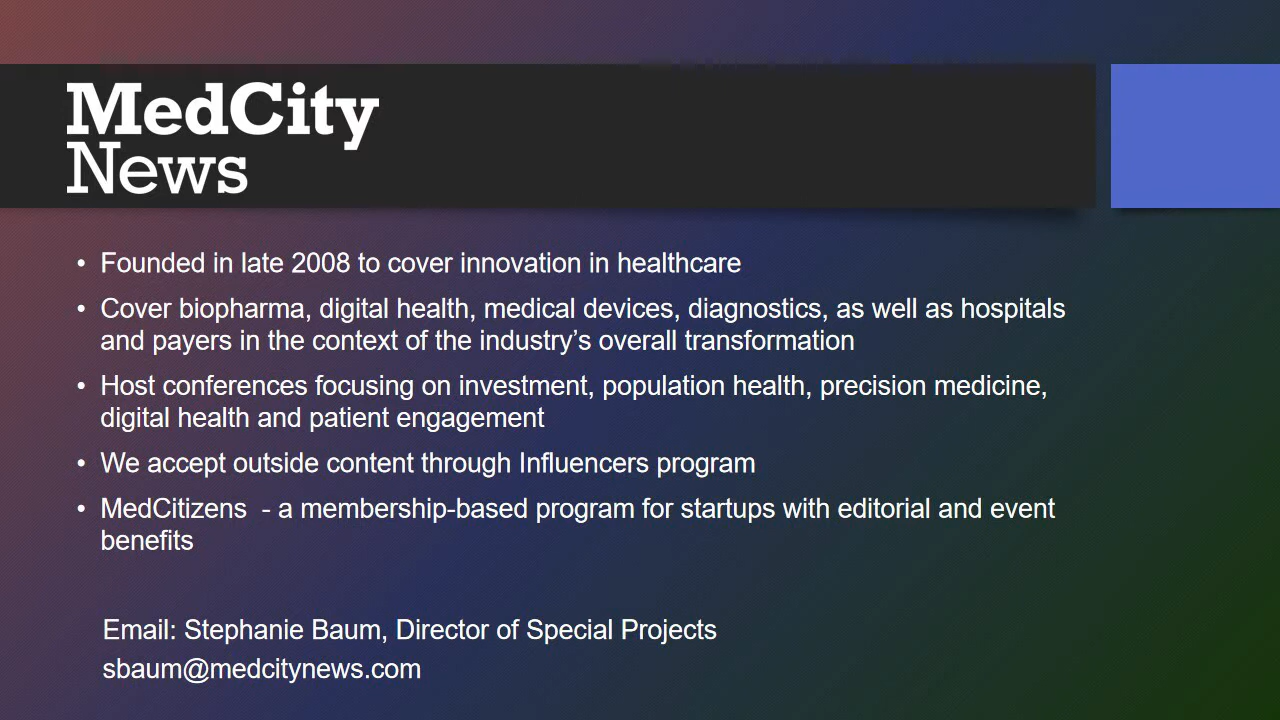 MedCity
News
• Founded in late 2008 to cover innovation in healthcare
• Cover biopharma, digital health, medical devices, diagnostics, as well as hospitals
and payers in the context of the industry’s overall transformation
• Host conferences focusing on investment, population health, precision medicine,
digital health and patient engagement
• We accept outside content through Influencers program
• MedCitizens  - a membership-based program for startups with editorial and event
benefits
Email: Stephanie Baum, Director of Special Projects
sbaum@medcitynews.com